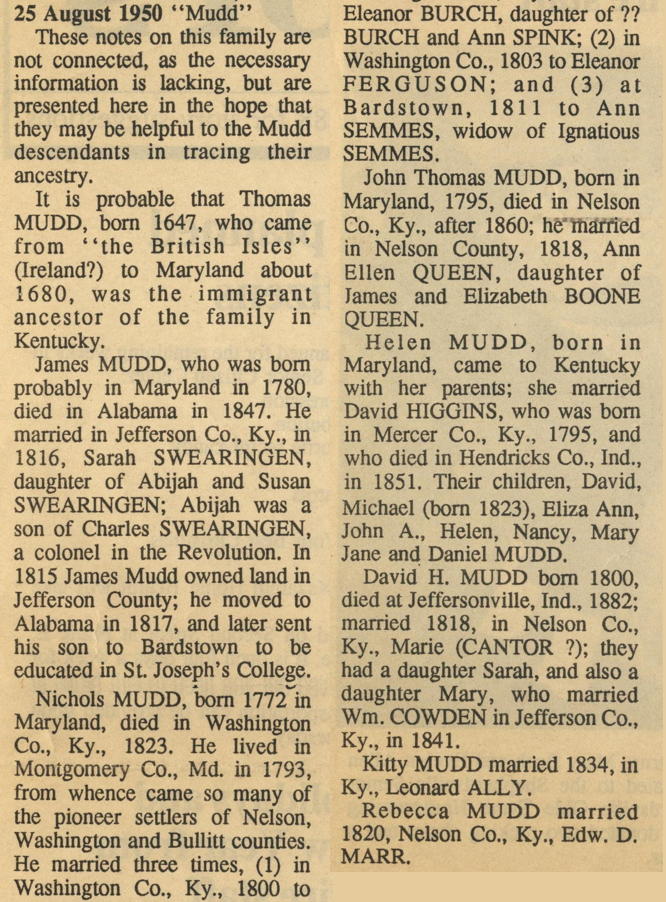 25 August 1950 "Mudd"
These notes on this family are
not connected, as the necessary
information is lacking, but are
presented here in the hope that
they may be helpful to the Mudd
descendants in tracing their
ancestry.
It is probable that Thomas
MUDD, born 1647, who came
from "the British Isles"
(Ireland?) to Maryland about
1680, was the immigrant
ancestor of the family in
Kentucky.
James MUDD, who was born
probably in Maryland in 1780,
died in Alabama in 1847. He
married in Jefferson Co., Ky., in
1816, Sarah SWEARINGEN,
daughter of Abijah and Susan
SWEARINGEN; Abijah was a
son of Charles SWEARINGEN,
a colonel in the Revolution. In
1815 James Mudd owned land in
Jefferson County; he moved to
Alabama in 1817, and later sent
his son to Bardstown to be
educated in St. Joseph's College.
Nichols MUDD, born 1772 in
Maryland, died in Washington
Co., Ky., 1823. He lived in
Montgomery Co., Md. in 1793,
from whence came so many of
the pioneer settlers of Nelson,
Washington and Bullitt counties.
He married three times, (1) in
Washington Co., Ky., 1800 to
Eleanor BURCH, daughter of ??
BURCH and Ann SPINK; (2) in
Washington Co., 1803 to Eleanor
FERGUSON; and (3) at
Bardstown, 1811 to Ann
SEMMES, widow of Ignatious
SEMMES.
John Thomas MUDD, born in
Maryland, 1795, died in Nelson
Co., Ky., after 1860; he married
in Nelson County, 1818, Ann
Ellen QUEEN, daughter of
James and Elizabeth BOONE
QUEEN.
Helen MUDD, born in
Maryland, came to Kentucky
with her parents; she married
David HIGGINS, who was born
in Mercer Co., Ky., 1795, and
who died in Hendricks Co., Ind.,
in 1851. Their children, David,
Michael (born 1823), Eliza Ann,
John A., Helen, Nancy, Mary
Jane and Daniel MUDD.
David H. MUDD born 1800,
died at Jeffersonville, Ind., 1882;
married 1818, in Nelson Co.,
Ky., Marie (CANTOR ?); they
had a daughter Sarah, and also a
daughter Mary, who married
Wm. COWDEN in Jefferson Co.,
Ky., in 1841.
Kitty MUDD married 1834, in
Ky., Leonard ALLY.
Rebecca MUDD married
1820, Nelson Co., Ky., Edw. D.
MARR.